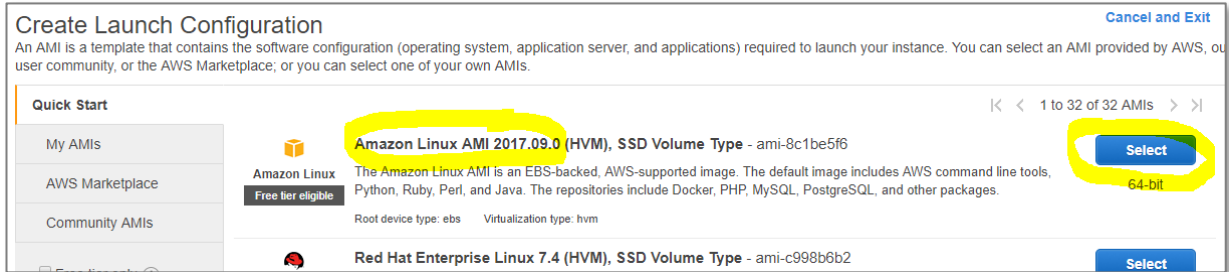 Create Launch Configuration
Cancel and Exit
An AMI is a template that contains the software configuration (operating system, application server, and applications) required to launch your instance. You can select an AMI provided by AWS,
user community, or the AWS Marketplace; or you can select one of your own AMIs.
Quick Start
1 to 32 of 32 AMIs
My AMIs
AWS Marketplace
Community AMIs
Amazon Linux
Free tier eligible
Amazon Linux AMI 2017.09.0 (HVM), SSD Volume Type - ami-8c1be5f6
The Amazon Linux AMI is an EBS-backed, AWS-supported image. The default image includes AWS command line tools,
Python, Ruby, Perl, and Java. The repositories include Docker, PHP, MySQL, PostgreSQL, and other packages.
Root device type: ebs Virtualization type: hvm
Select
64-bit
Red Hat Enterprise Linux 7.4 (HVM), SSD Volume Type - ami-c998b6b2
Select